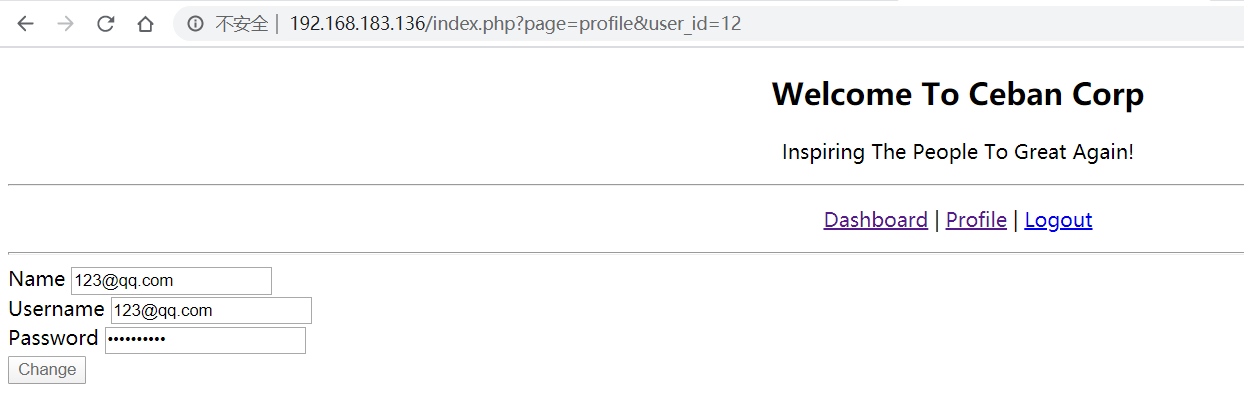 不安全 | 192.168.183.136/index.php?page=profile&user_id=12
Welcome To Ceban Corp
Inspiring The People To Great Again!
Dashboard | Profile | Logout
Name 123@qq.com
Username 123@qq.com
Password ••••••••••
Change